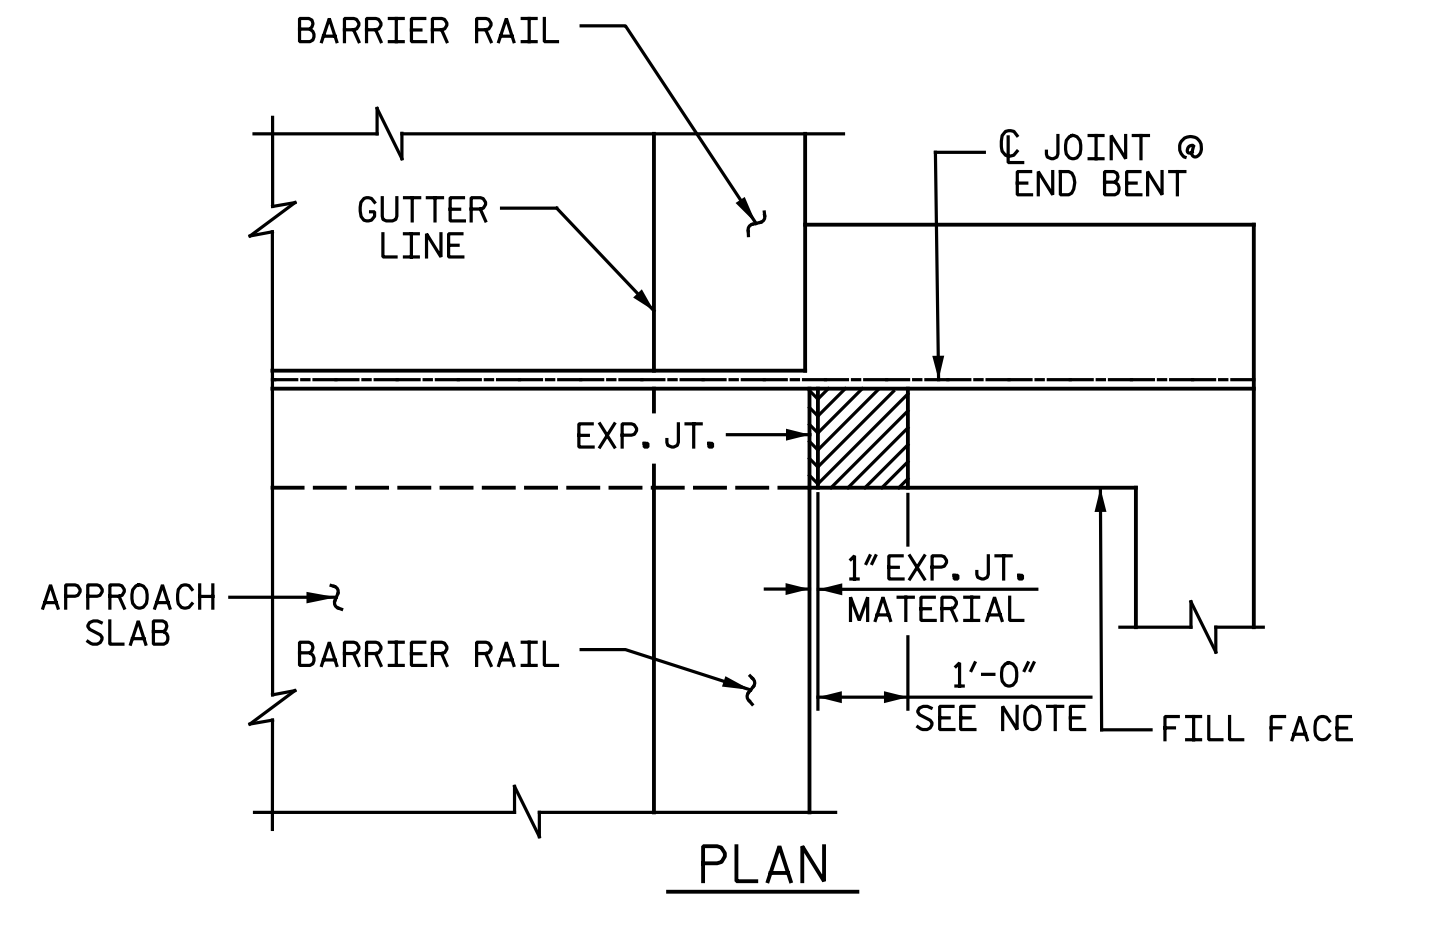 BARRIER RAIL
℄ JOINT @
END BENT
GUTTER
LINE
EXP. JT.
1" EXP. JT.
MATERIAL
APPROACH
SLAB
BARRIER RAIL
1'-0"
SEE NOTE
FILL FACE
PLAN